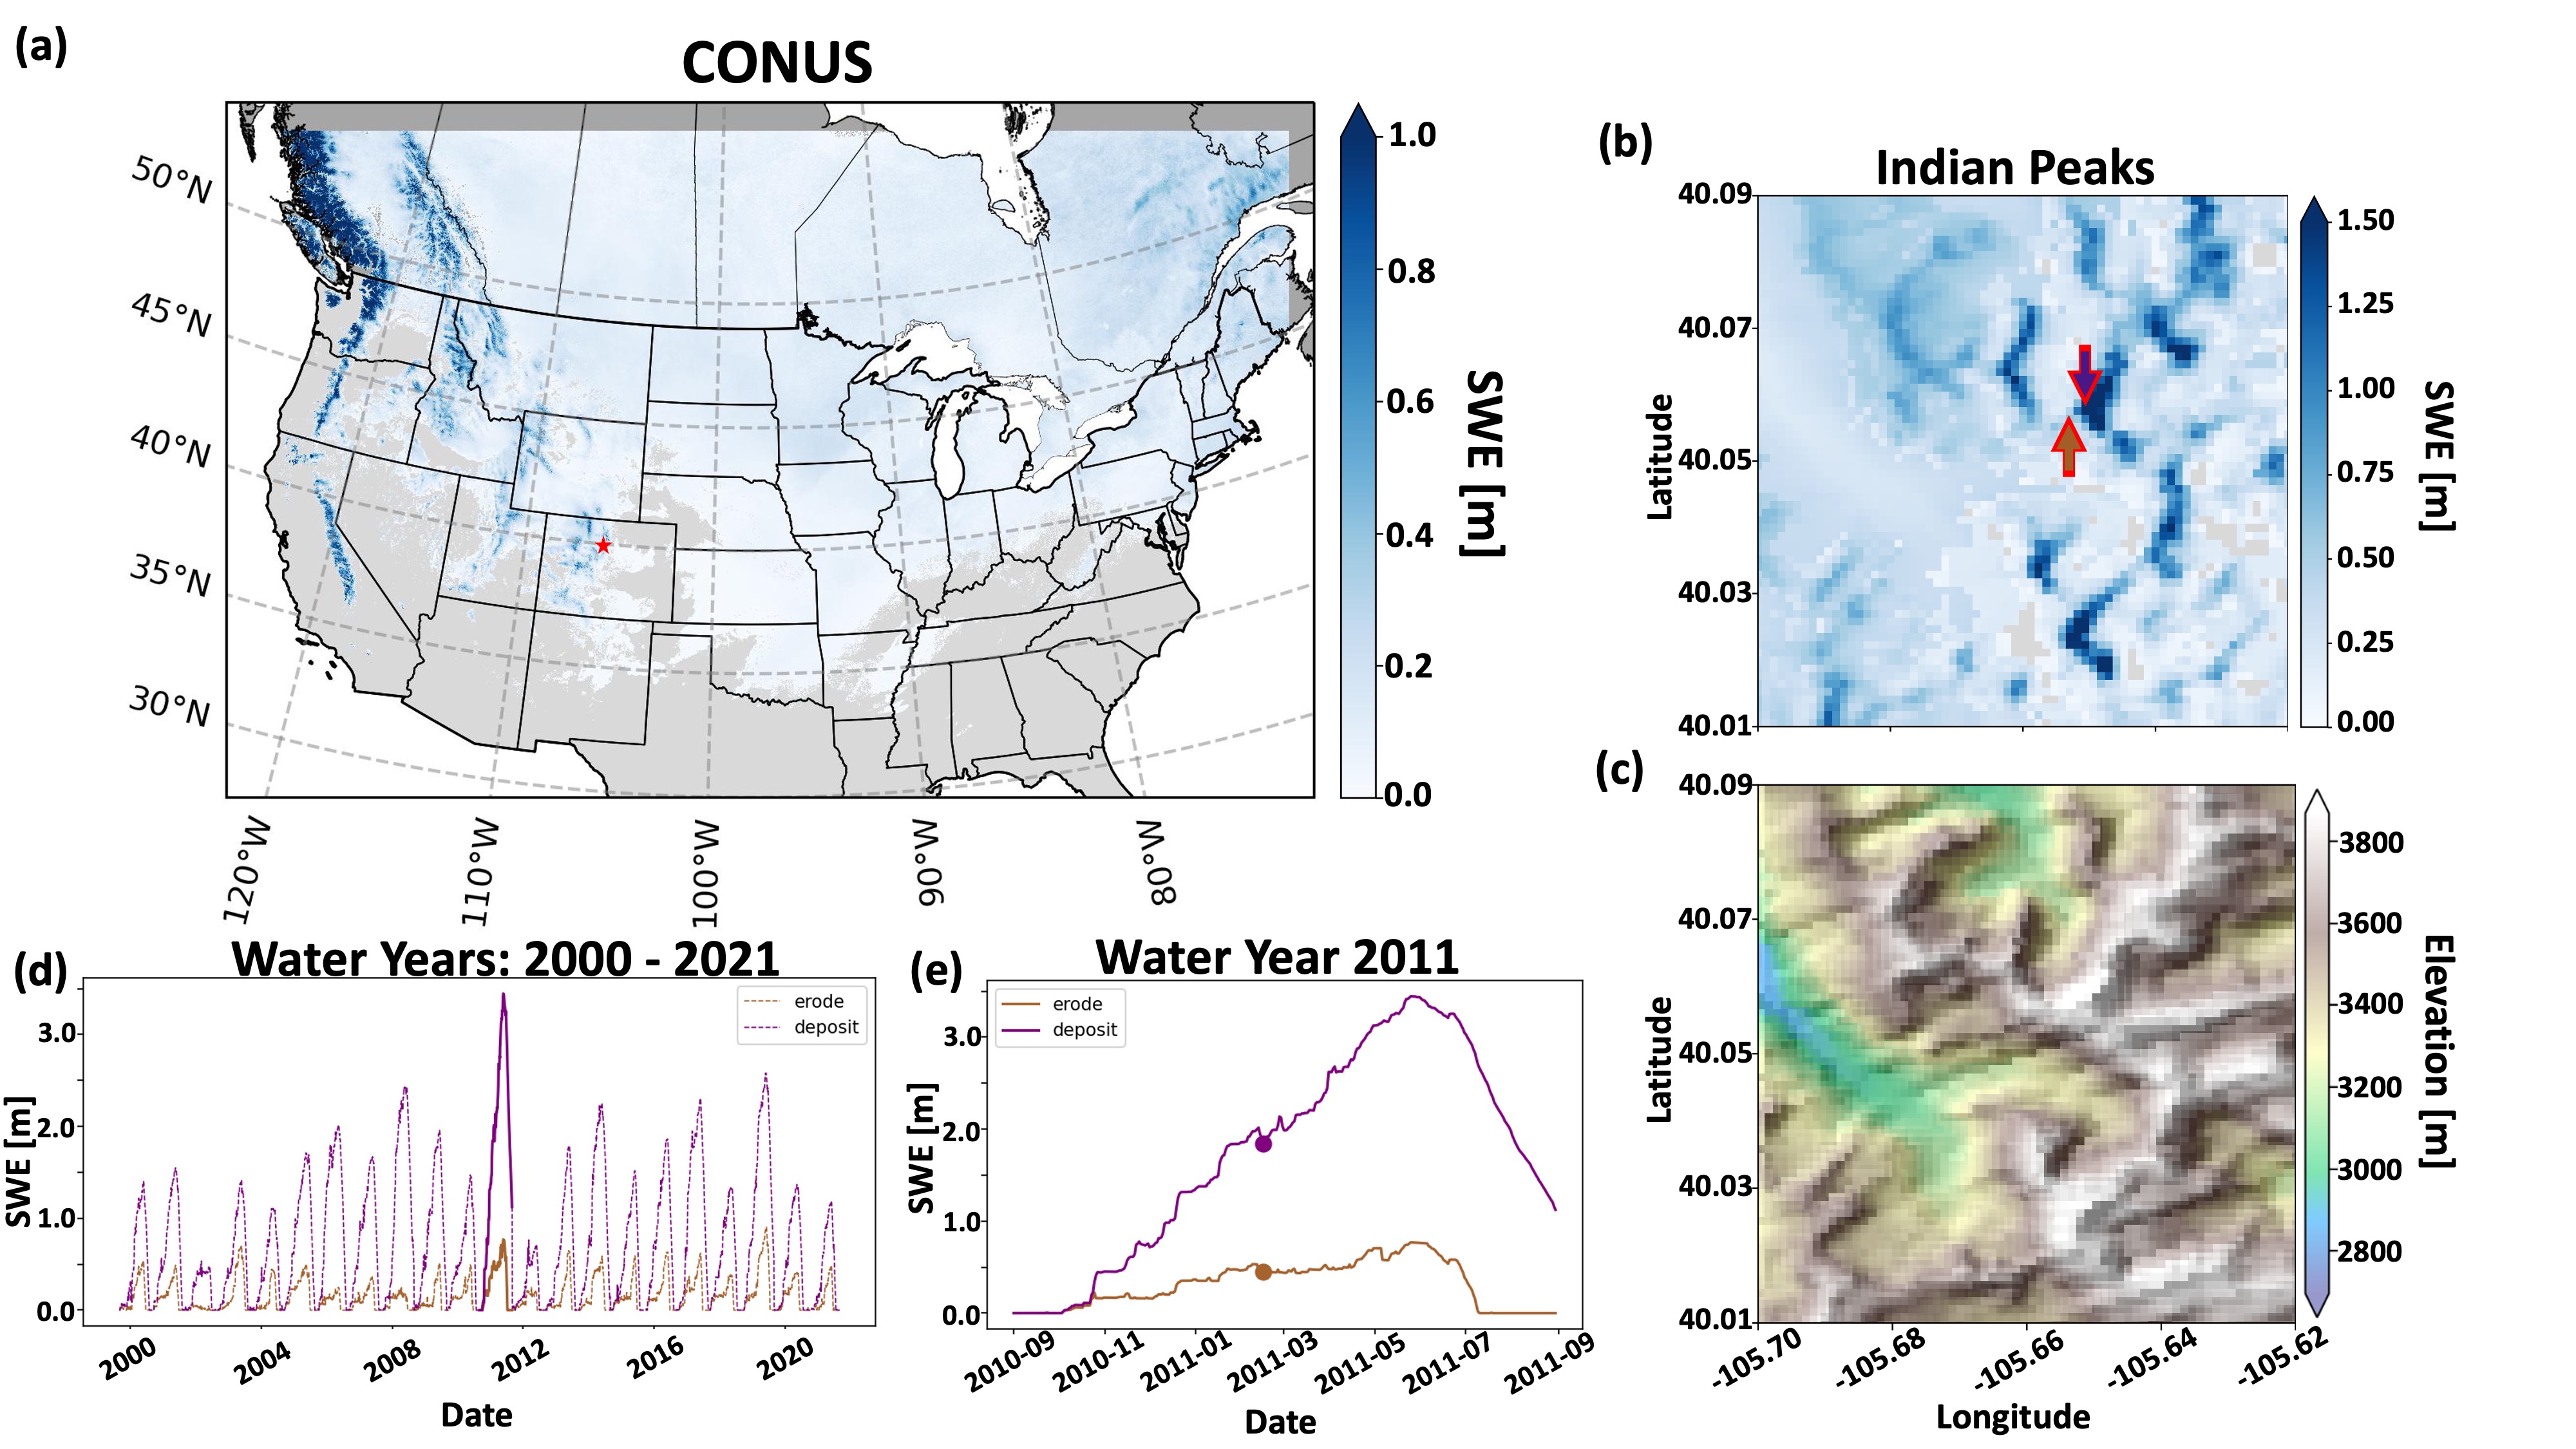 (a)
CONUS
50°N
45°N
40°N
35°N
30°N
120°W
110°W
100°W
90°W
80°W
1.0
0.8
0.6
0.4
0.2
0.0
SWE [m]
(b)
Indian Peaks
40.09
40.07
40.05
40.03
40.01
Latitude
1.50
1.25
1.00
0.75
0.50
0.25
0.00
SWE [m]
(c)
40.09
40.07
40.05
40.03
40.01
Latitude
-105.70
-105.68
-105.66
-105.64
-105.62
Longitude
3800
3600
3400
3200
3000
2800
Elevation [m]
(d)
Water Years: 2000 - 2021
erode
deposit
3.0
2.0
1.0
0.0
SWE [m]
2000
2004
2008
2012
2016
2020
Date
(e)
Water Year 2011
erode
deposit
3.0
2.0
1.0
0.0
SWE [m]
2010-09
2010-11
2011-01
2011-03
2011-05
2011-07
2011-09
Date